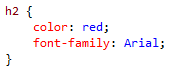 h2 {
    color: red;
    font-family: Arial;
}